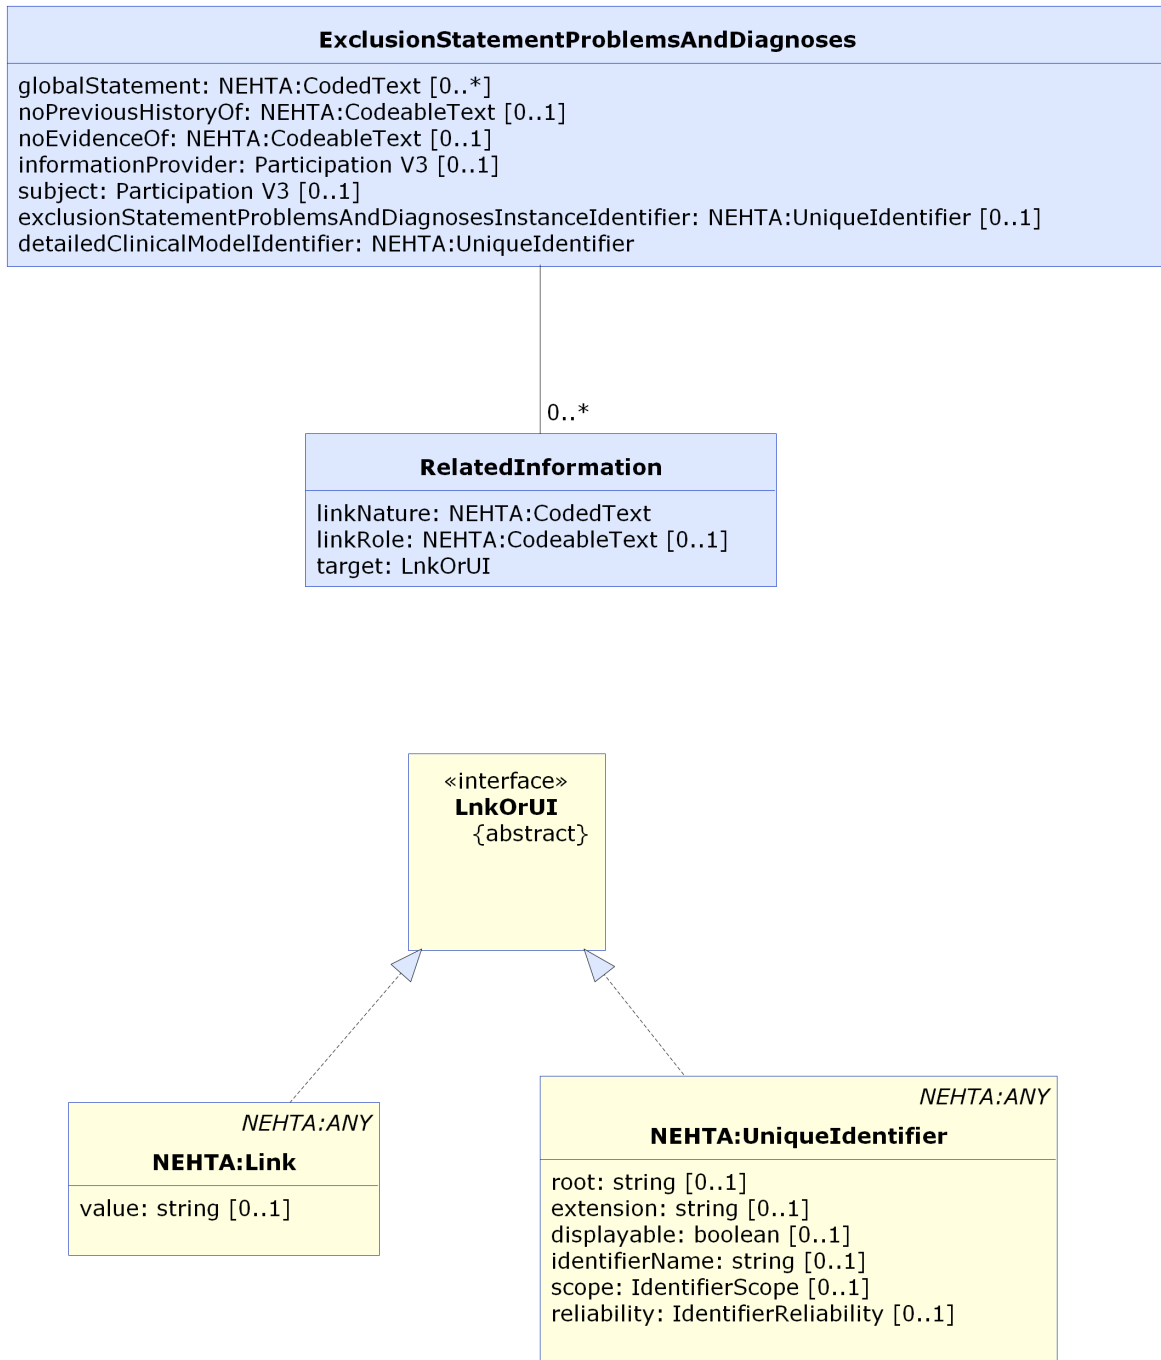 ExclusionStatementProblemsAndDiagnoses
globalStatement: NEHTA:CodedText [0..*]
noPreviousHistoryOf: NEHTA:CodeableText [0..1]
noEvidenceOf: NEHTA:CodeableText [0..1]
informationProvider: Participation V3 [0..1]
subject: Participation V3 [0..1]
exclusionStatementProblemsAndDiagnosesInstanceIdentifier: NEHTA:UniqueIdentifier [0..1]
detailedClinicalModelIdentifier: NEHTA:UniqueIdentifier
0..*
RelatedInformation
linkNature: NEHTA:CodedText
linkRole: NEHTA:CodeableText [0..1]
target: LnkOrUI
«interface»
LnkOrUI
{abstract}
NEHTA:ANY
NEHTA:Link
value: string [0..1]
NEHTA:ANY
NEHTA:UniqueIdentifier
root: string [0..1]
extension: string [0..1]
displayable: boolean [0..1]
identifierName: string [0..1]
scope: IdentifierScope [0..1]
reliability: IdentifierReliability [0..1]